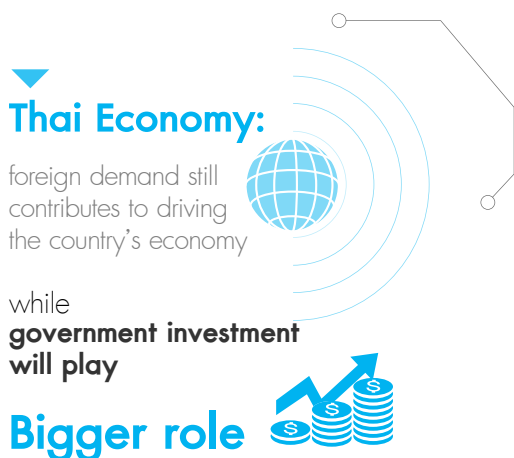 Thai Economy:
foreign demand still
contributes to driving
the country's economy
while
government investment
will play
Bigger role
$
$
$